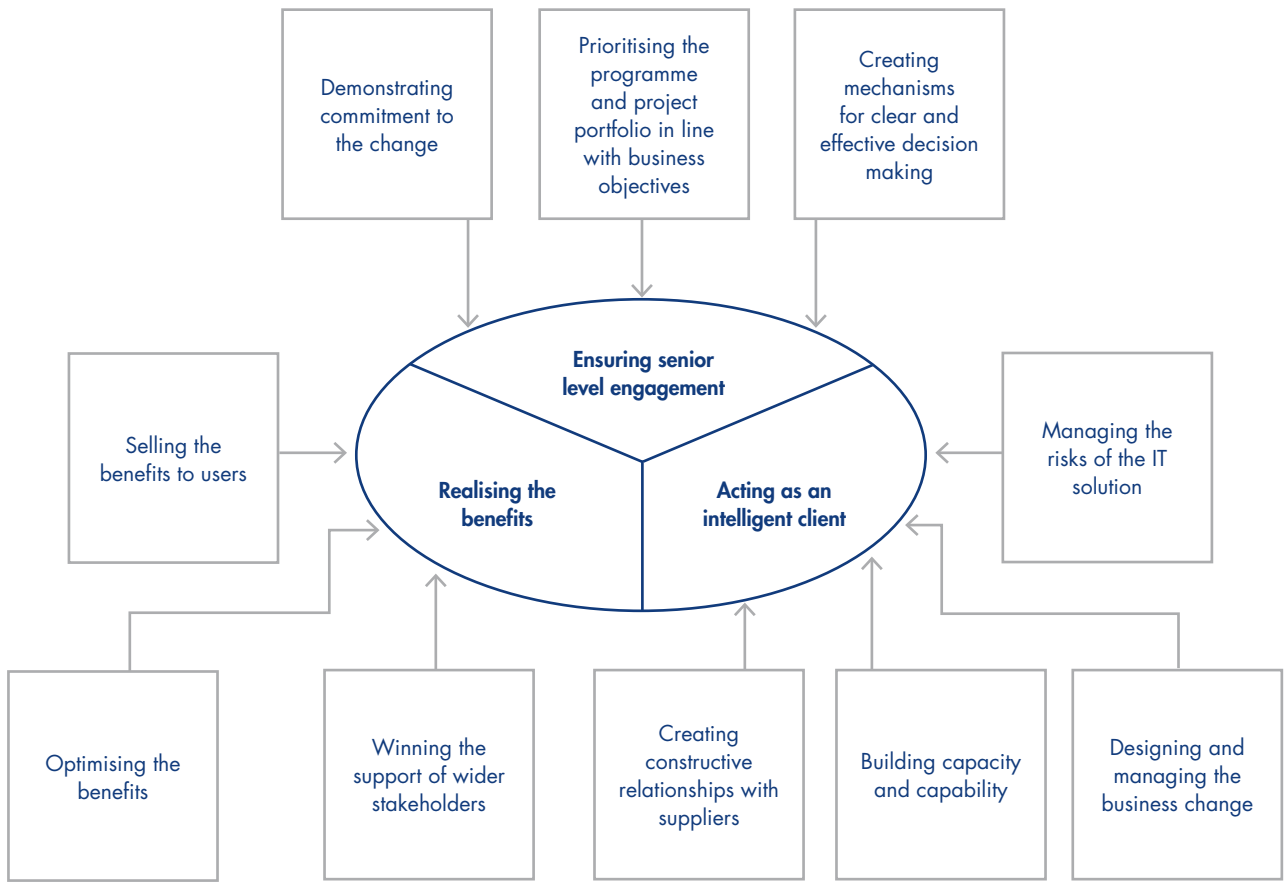 Demonstrating
commitment to
the change
Prioritising the
programme
and project
portfolio in line
with business
objectives
Creating
mechanisms
for clear and
effective decision
making
Ensuring senior
level engagement
Selling the
benefits to users
Realising the
benefits
Acting as an
intelligent client
Managing the
risks of the IT
solution
Optimising the
benefits
Winning the
support of wider
stakeholders
Creating
constructive
relationships with
suppliers
Building capacity
and capability
Designing and
managing the
business change